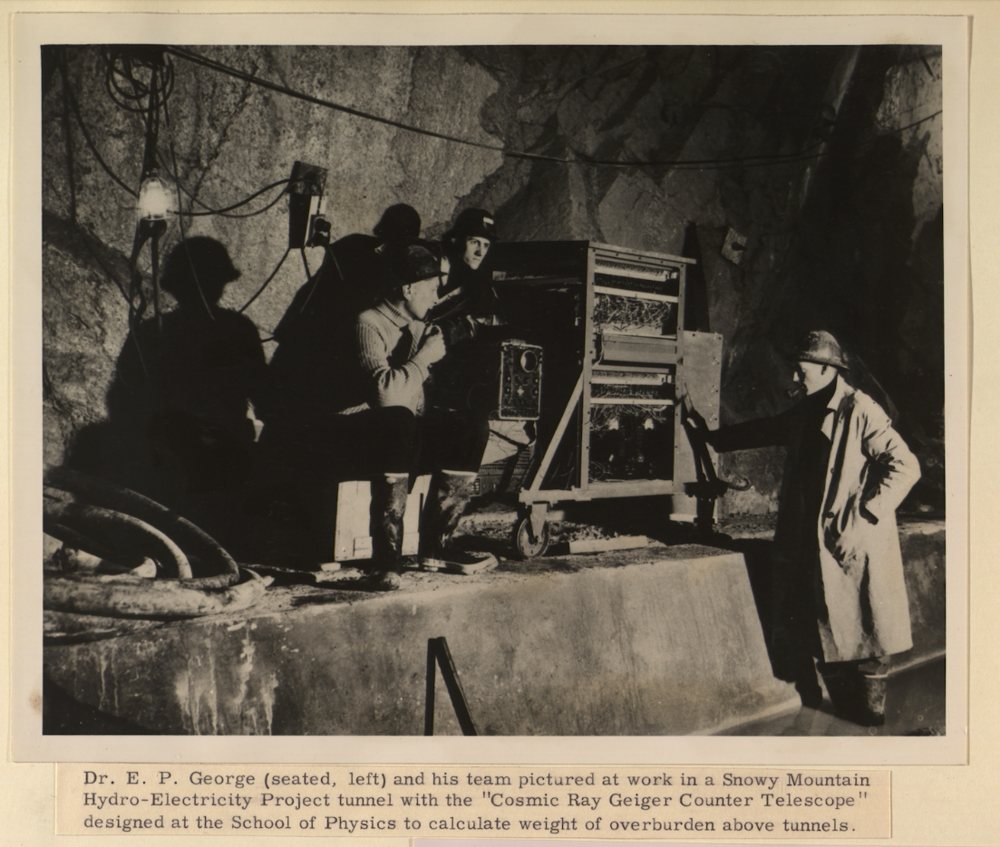 Dr. E. P. George (seated, left) and his team pictured at work in a Snowy Mountain
Hydro-Electricity Project tunnel with the "Cosmic Ray Geiger Counter Telescope"
designed at the School of Physics to calculate weight of overburden above tunnels.